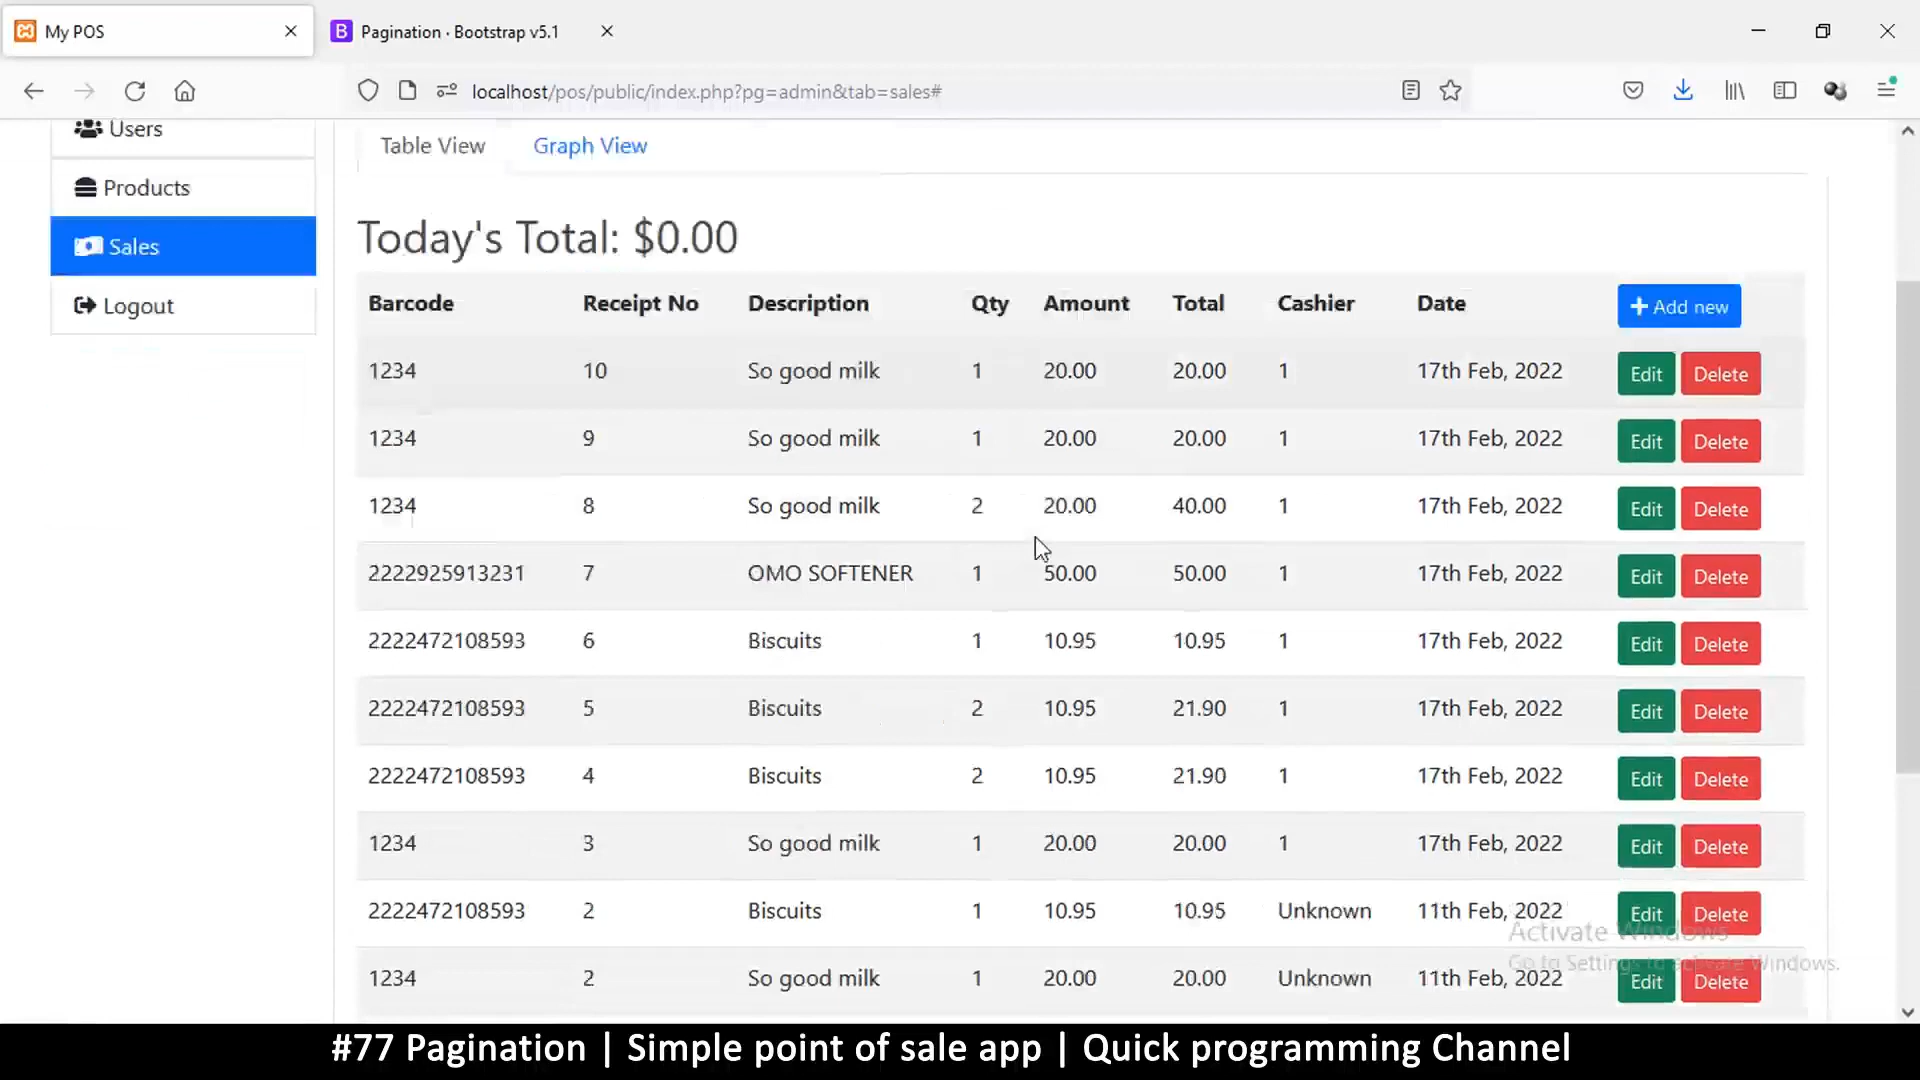 My POS
Pagination · Bootstrap v5.1
localhost/pos/public/index.php?pg=admin&tab=sales#
Users
Products
Sales
Logout
Table View
Graph View
Today's Total: $0.00
Barcode Receipt No Description Qty Amount Total Cashier Date Add new
1234 10 So good milk 1 20.00 20.00 1 17th Feb, 2022 Edit Delete
1234 9 So good milk 1 20.00 20.00 1 17th Feb, 2022 Edit Delete
1234 8 So good milk 2 20.00 40.00 1 17th Feb, 2022 Edit Delete
2222925913231 7 OMO SOFTENER 1 50.00 50.00 1 17th Feb, 2022 Edit Delete
2222472108593 6 Biscuits 1 10.95 10.95 1 17th Feb, 2022 Edit Delete
2222472108593 5 Biscuits 2 10.95 21.90 1 17th Feb, 2022 Edit Delete
2222472108593 4 Biscuits 2 10.95 21.90 1 17th Feb, 2022 Edit Delete
1234 3 So good milk 1 20.00 20.00 1 17th Feb, 2022 Edit Delete
2222472108593 2 Biscuits 1 10.95 10.95 Unknown 11th Feb, 2022 Edit Delete
Activate Windows
Go to Settings to activate Windows.
1234 2 So good milk 1 20.00 20.00 Unknown 11th Feb, 2022 Edit Delete
#77 Pagination | Simple point of sale app | Quick programming Channel